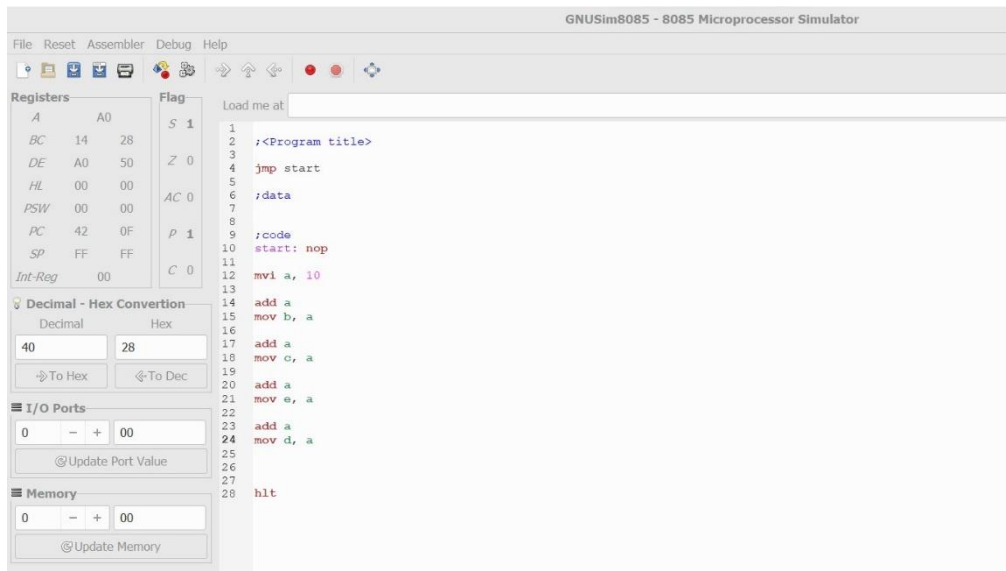 GNUSim8085 - 8085 Microprocessor Simulator
File Reset Assembler Debug Help
Registers
A A0
BC 14 28
DE A0 50
HL 00 00
PSW 00 00
PC 42 0F
SP FF FF
Int-Reg 00
Flag
S 1
Z 0
AC 0
P 1
C 0
Decimal - Hex Convertion
Decimal Hex
40 28
To Hex To Dec
I/O Ports
0 − + 00
Update Port Value
Memory
0 − + 00
Update Memory
Load me at
1
2 ;<Program title>
3
4 jmp start
5
6 ;data
7
8
9 ;code
10 start: nop
11
12 mvi a, 10
13
14 add a
15 mov b, a
16
17 add a
18 mov c, a
19
20 add a
21 mov e, a
22
23 add a
24 mov d, a
25
26
27
28 hlt